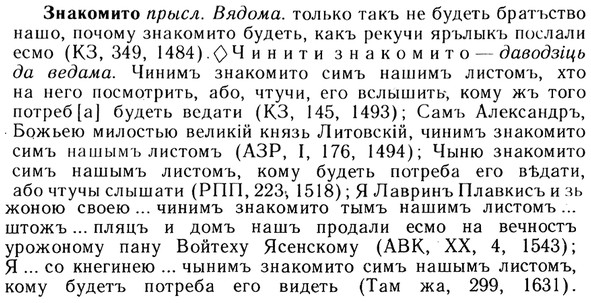 Знакомито прысл. Вядома. только такъ не будеть братъство
нашо, почому знакомито будеть, какъ рекучи ярълык послали
есмо (КЗ, 349, 1484). ◊ Ч и н и т и з н а к о м и т о — даводзіць
да ведама. Чинимъ знакомито симъ нашимъ листомъ, хто
на него посмотрить, або, чтучи, его вслышить, кому жъ того
потреб[а] будеть ведати (КЗ, 145, 1493); Самъ Александръ,
Божьею милостью великій князь Литовскій, чинимъ знакомито
симъ нашымъ листомъ (АЗР, I, 176, 1494); Чыню знакомито
симъ нашымъ листомъ, кому будеть потреба его вѣдати,
або чтучы слышати (РПП, 223, 1518); Я Лавринъ Плавкисъ и зь
жоною своею ... чинимъ знакомито тымъ нашимъ листомъ ...
штожъ ... пляцъ и домъ нашъ продали есмо на вечность
урожоному пану Войтеху Ясенскому (АВК, XX, 4, 1543);
Я ... со кнегинею ... чынимъ знакомито симъ нашымъ листомъ,
кому будетъ потреба его видеть (Там жа, 299, 1631).